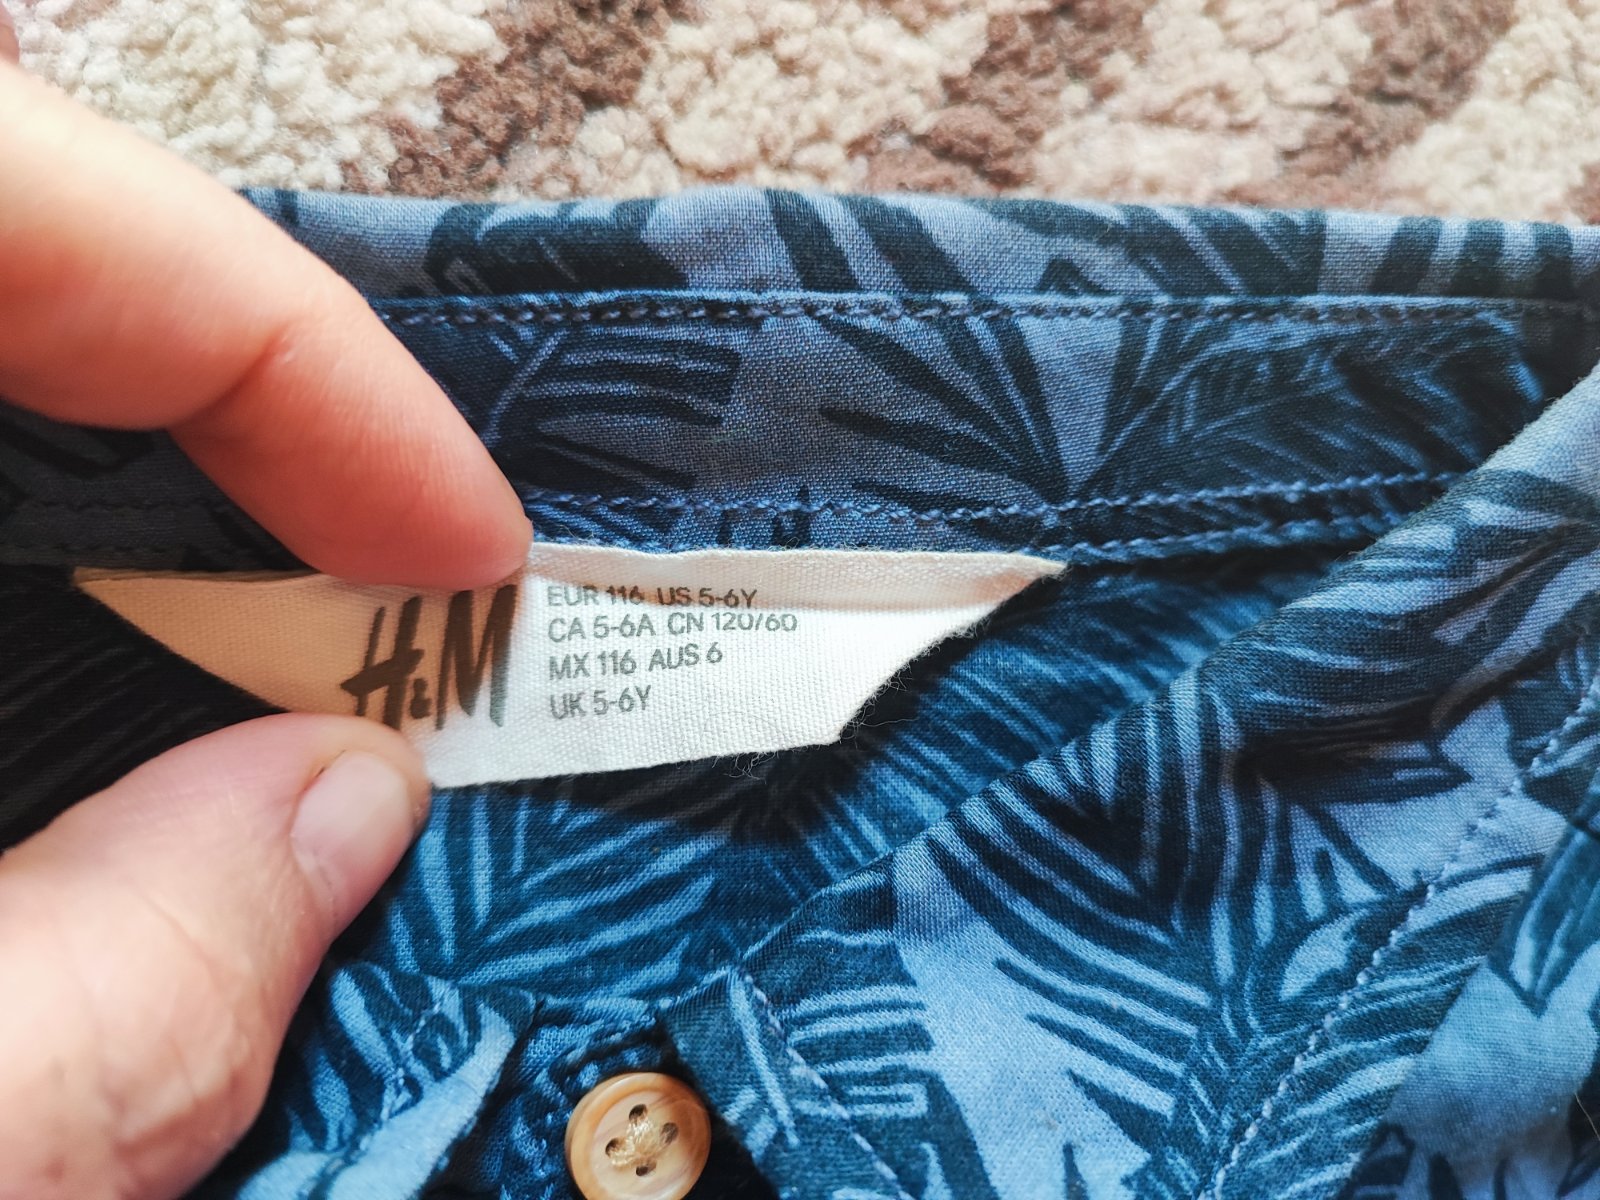 H&M
EUR 116 US 5-6Y
CA 5-6A CN 120/60
MX 116 AUS 6
UK 5-6Y